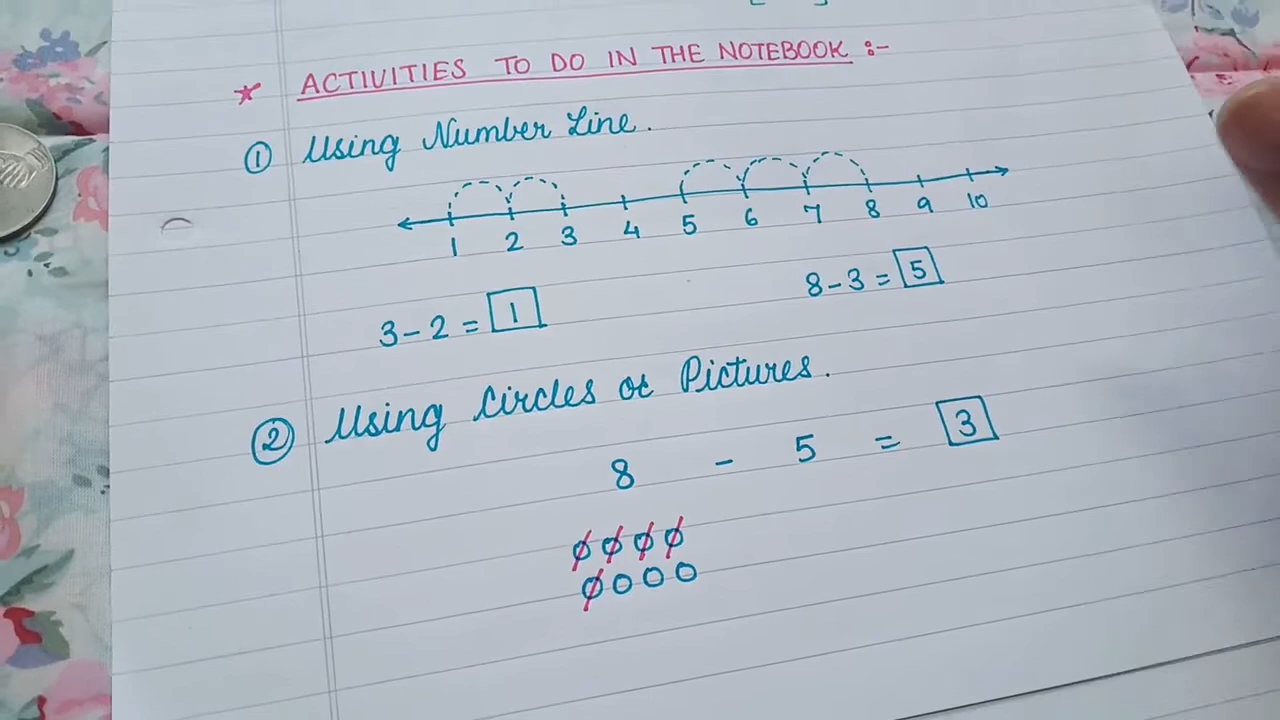 * ACTIVITIES TO DO IN THE NOTEBOOK :-
① Using Number Line.
1 2 3 4 5 6 7 8 9 10
3 - 2 = 1
8 - 3 = 5
② Using Circles or Pictures.
8 - 5 = 3